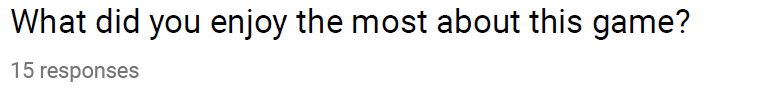 What did you enjoy the most about this game?
15 responses